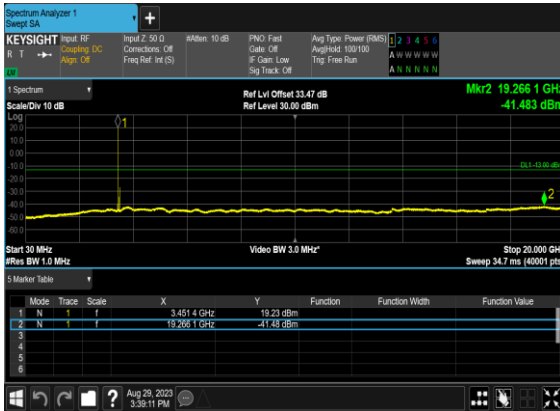 Spectrum Analyzer 1
Swept SA
KEYSIGHT
R T
Input: RF
Coupling: DC
Align: Off
Input Z: 50 Ω
Corrections: Off
Freq Ref: Int (S)
#Atten: 10 dB
PNO: Fast
Gate: Off
IF Gain: Low
Sig Track: Off
Avg Type: Power (RMS)
Avg|Hold: 100/100
Trig: Free Run
1 2 3 4 5 6
A W W W W W
A N N N N N
1 Spectrum
Scale/Div 10 dB
Ref Lvl Offset 33.47 dB
Ref Level 30.00 dBm
Mkr2 19.266 1 GHz
-41.483 dBm
Log
20.0
10.0
0.00
-10.0
-20.0
-30.0
-40.0
-50.0
-60.0
1
DL1 -13.00 dBm
2
Start 30 MHz
#Res BW 1.0 MHz
Video BW 3.0 MHz*
Stop 20.000 GHz
Sweep 34.7 ms (40001 pts)
5 Marker Table
Mode Trace Scale X Y Function Function Width Function Value
1 N 1 f 3.451 4 GHz 19.23 dBm
2 N 1 f 19.266 1 GHz -41.48 dBm
3
4
5
6
?
Aug 29, 2023
3:39:11 PM